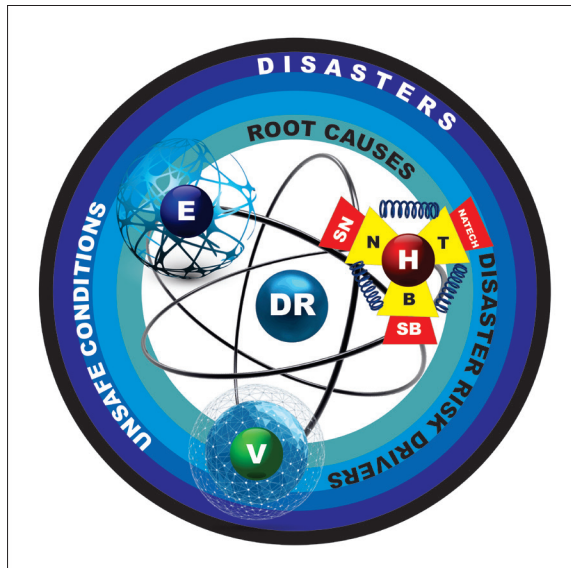 DISASTERS
ROOT CAUSES
UNSAFE CONDITIONS
DISASTER RISK DRIVERS
E
SN
N
T
NATECH
H
B
SB
DR
V